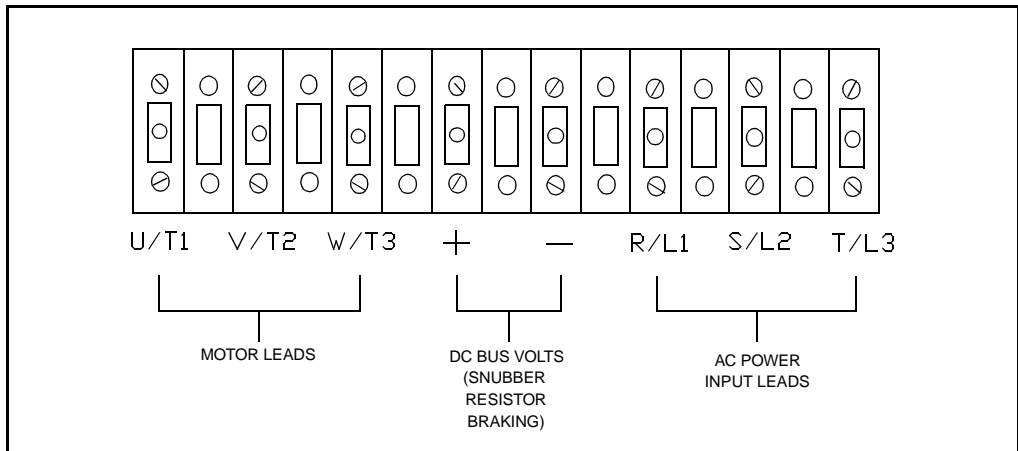 U/T1 V/T2 W/T3 + — R/L1 S/L2 T/L3
MOTOR LEADS
DC BUS VOLTS
(SNUBBER
RESISTOR
BRAKING)
AC POWER
INPUT LEADS